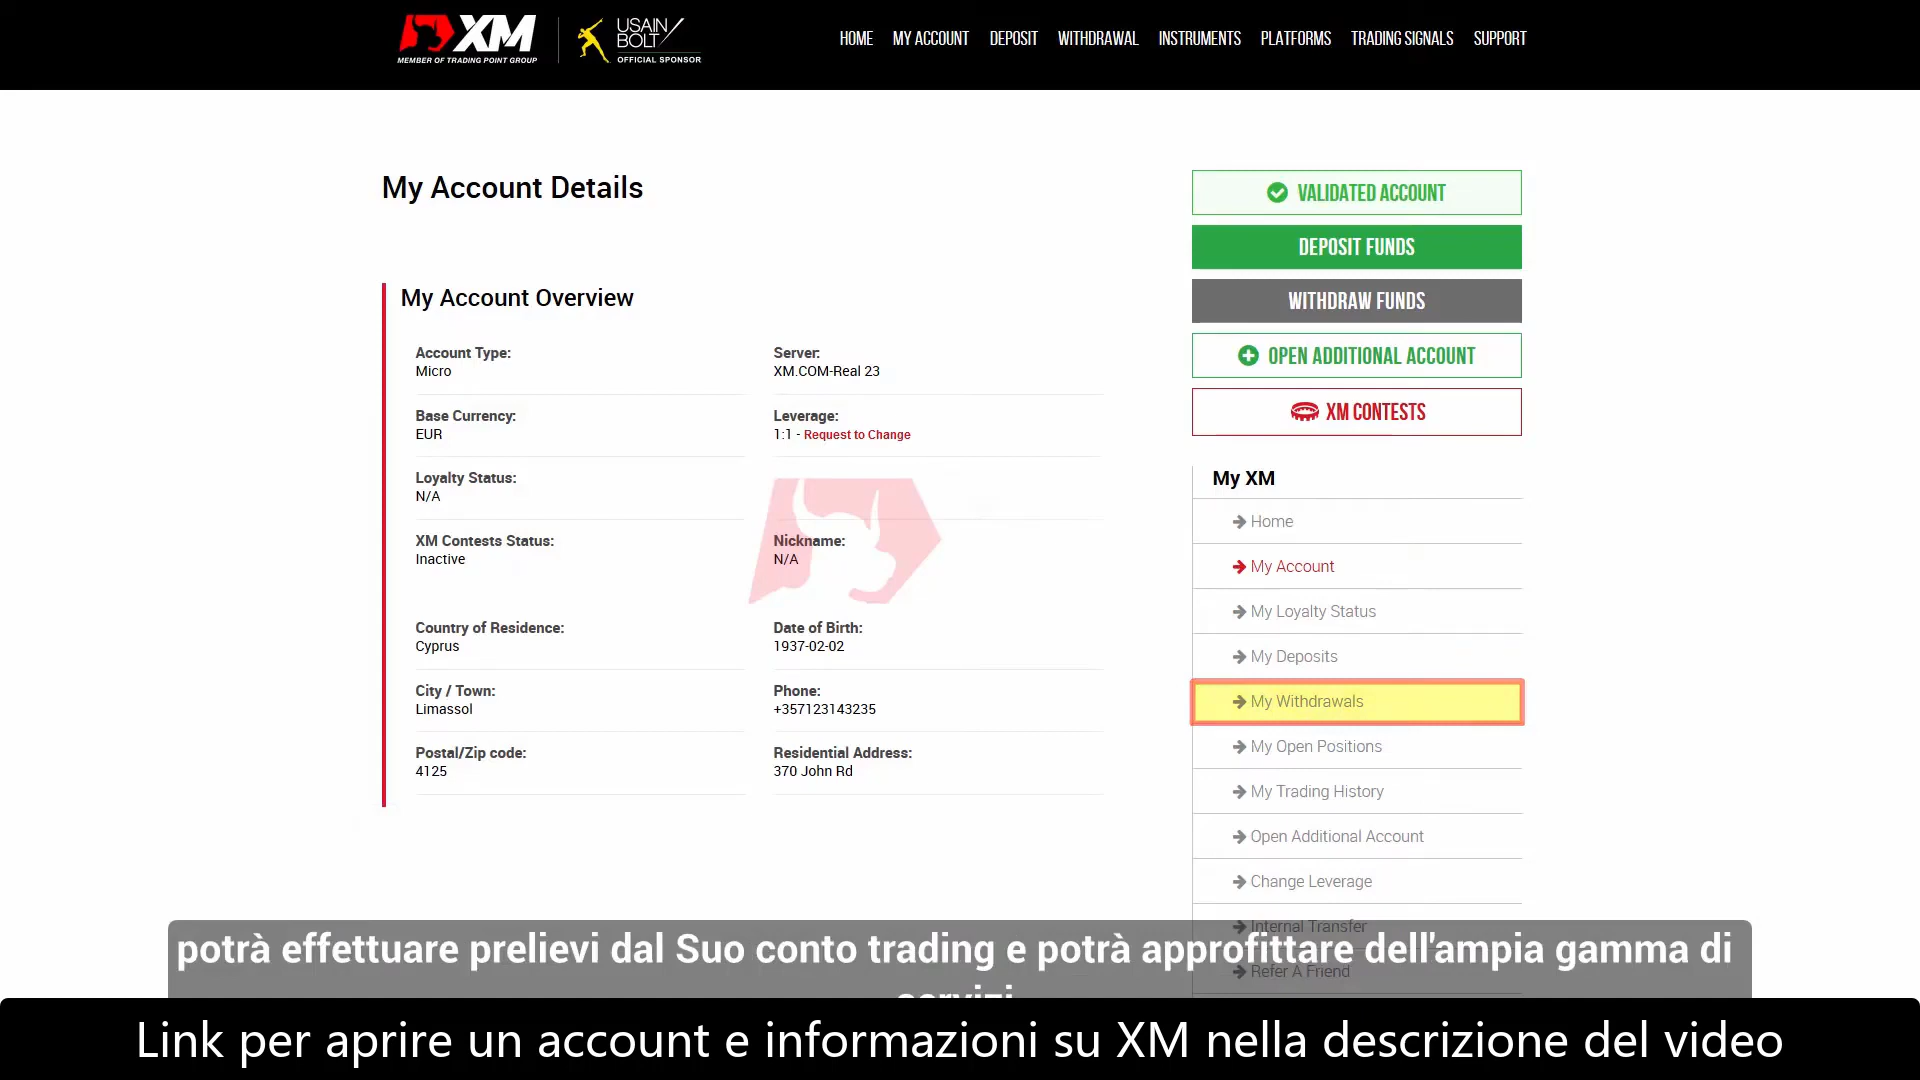 XM
MEMBER OF TRADING POINT GROUP
USAIN
BOLT
OFFICIAL SPONSOR
HOME MY ACCOUNT DEPOSIT WITHDRAWAL INSTRUMENTS PLATFORMS TRADING SIGNALS SUPPORT
My Account Details
My Account Overview
Account Type:
Micro
Server:
XM.COM-Real 23
Base Currency:
EUR
Leverage:
1:1 - Request to Change
Loyalty Status:
N/A
XM Contests Status:
Inactive
Nickname:
N/A
Country of Residence:
Cyprus
Date of Birth:
1937-02-02
City / Town:
Limassol
Phone:
+357123143235
Postal/Zip code:
4125
Residential Address:
370 John Rd
VALIDATED ACCOUNT
DEPOSIT FUNDS
WITHDRAW FUNDS
OPEN ADDITIONAL ACCOUNT
XM CONTESTS
My XM
Home
My Account
My Loyalty Status
My Deposits
My Withdrawals
My Open Positions
My Trading History
Open Additional Account
Change Leverage
Internal Transfer
Refer A Friend
potrà effettuare prelievi dal Suo conto trading e potrà approfittare dell'ampia gamma di
servizi
Link per aprire un account e informazioni su XM nella descrizione del video